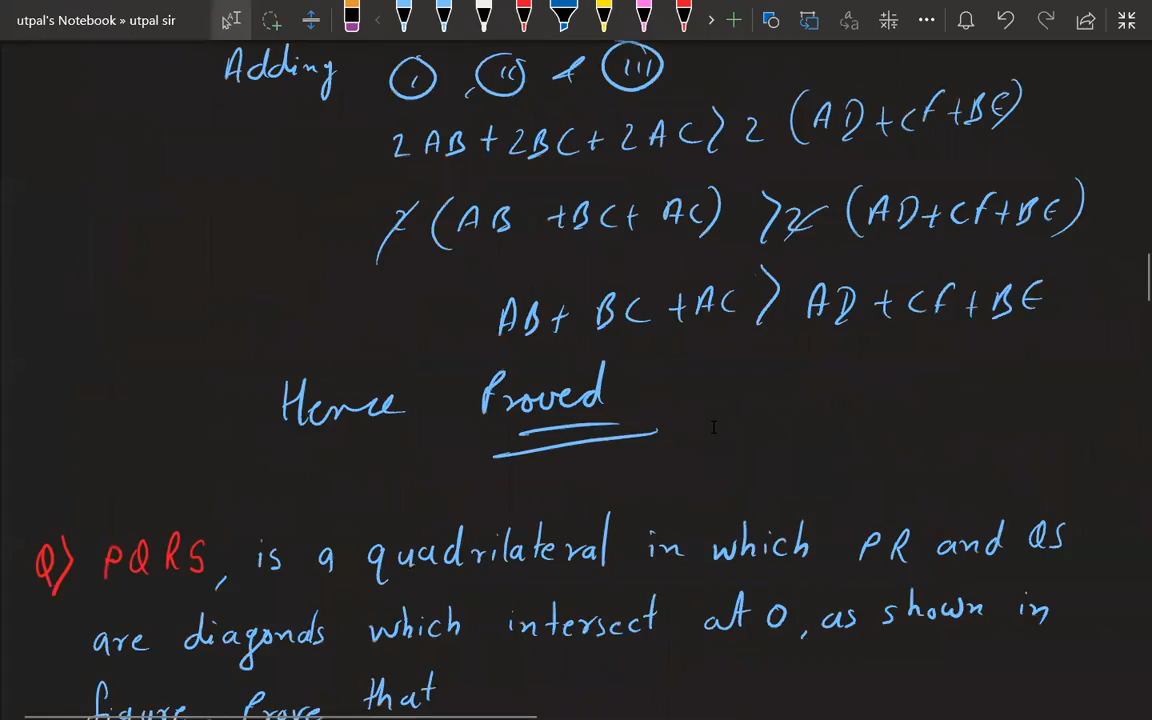 utpal's Notebook » utpal sir
Adding (i), (ii) & (iii)
2AB + 2BC + 2AC > 2 (AD + CF + BE)
2 (AB + BC + AC) > 2 (AD + CF + BE)
AB + BC + AC > AD + CF + BE
Hence Proved
Q) PQRS, is a quadrilateral in which PR and QS
are diagonds which intersect at O, as shown in
figure. Prove that